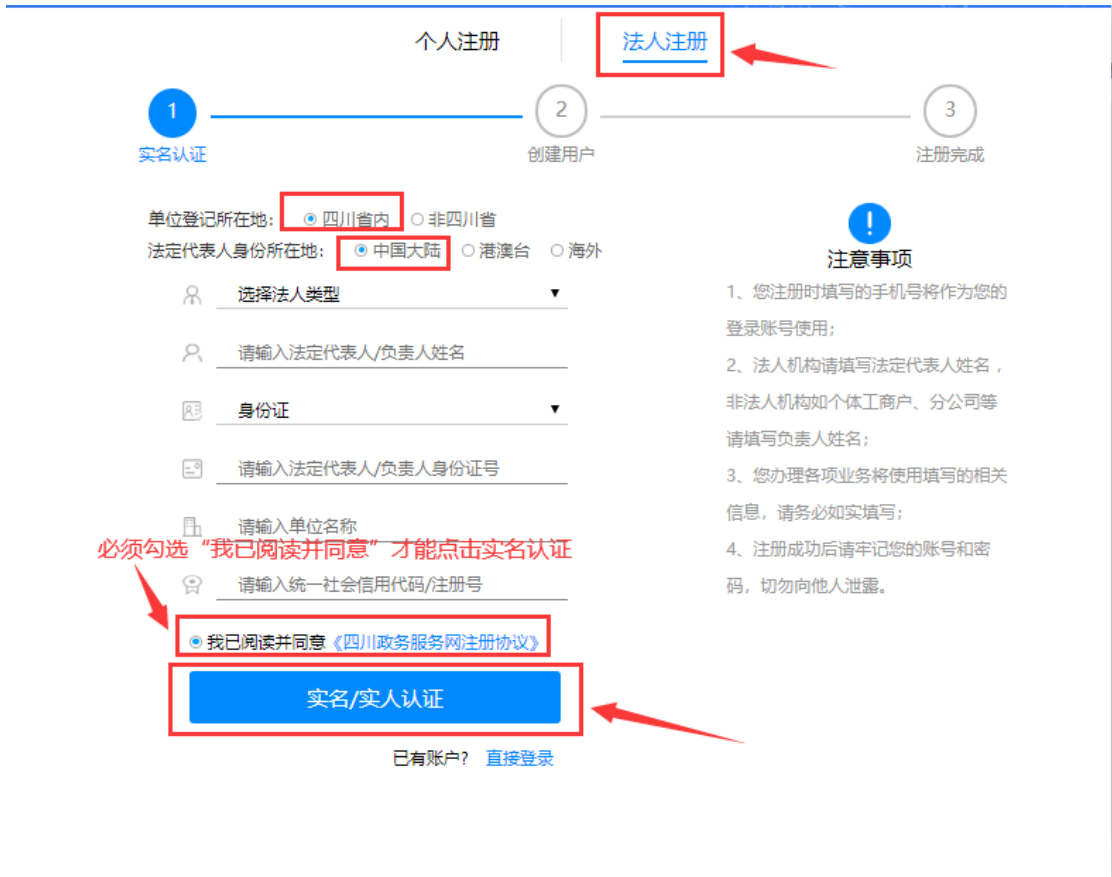 个人注册
法人注册
1
2
3
实名认证
创建用户
注册完成
单位登记所在地：
四川省内
非四川省
法定代表人身份所在地：
中国大陆
港澳台
海外
选择法人类型
请输入法定代表人/负责人姓名
身份证
请输入法定代表人/负责人身份证号
请输入单位名称
必须勾选“我已阅读并同意”才能点击实名认证
请输入统一社会信用代码/注册号
我已阅读并同意《四川政务服务网注册协议》
实名/实人认证
已有账户？ 直接登录
注意事项
1、您注册时填写的手机号将作为您的
登录账号使用；
2、法人机构请填写法定代表人姓名，
非法人机构如个体工商户、分公司等
请填写负责人姓名；
3、您办理各项业务将使用填写的相关
信息，请务必如实填写；
4、注册成功后请牢记您的账号和密
码，切勿向他人泄露。